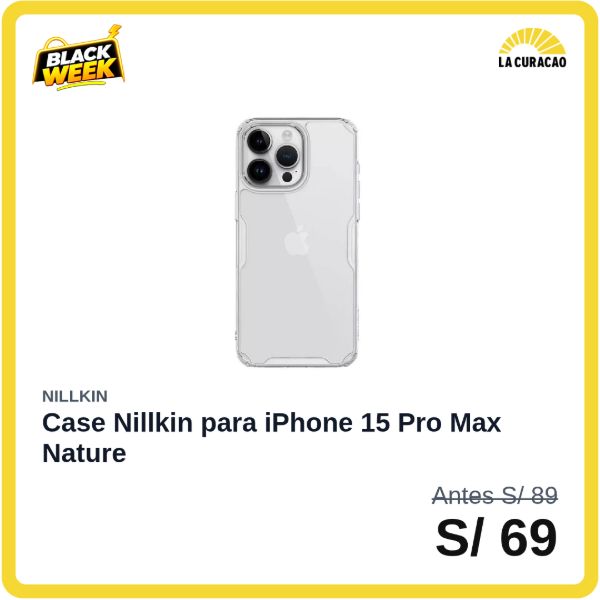 BLACK
WEEK
LA CURACAO
NILLKIN
Case Nillkin para iPhone 15 Pro Max
Nature
Antes S/ 89
S/ 69